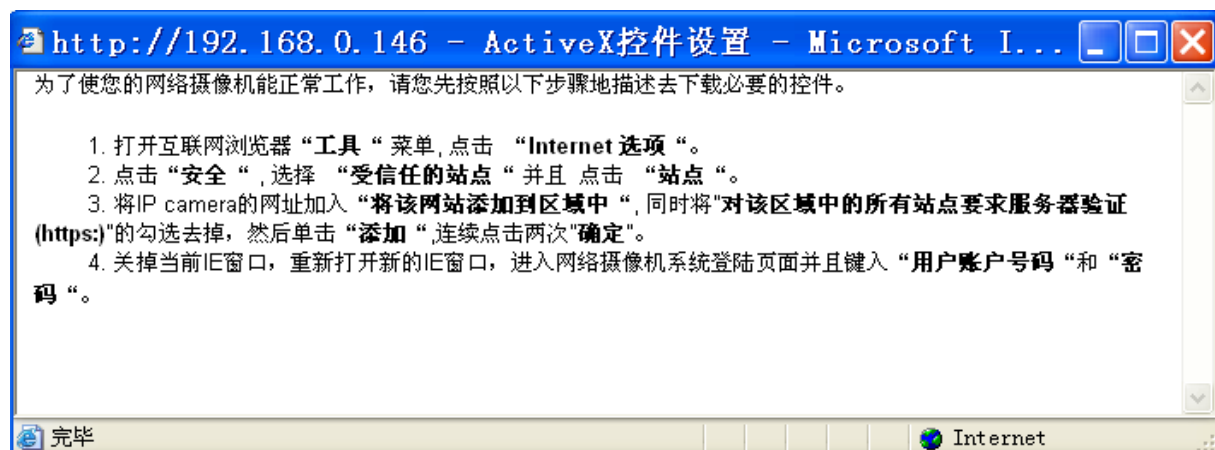 http://192.168.0.146 - ActiveX控件设置 - Microsoft I...
为了使您的网络摄像机能正常工作，请您先按照以下步骤地描述去下载必要的控件。
1. 打开互联网浏览器 “工具 “ 菜单, 点击 “Internet 选项 “。
2. 点击 “安全 “ , 选择 “受信任的站点 “ 并且 点击 “站点 “。
3. 将IP camera的网址加入 “将该网站添加到区域中 “, 同时将"对该区域中的所有站点要求服务器验证
(https:)"的勾选去掉，然后单击 “添加 “,连续点击两次"确定"。
4. 关掉当前IE窗口，重新打开新的IE窗口，进入网络摄像机系统登陆页面并且键入 “用户账户号码 “和 “密
码 “。
完毕 Internet